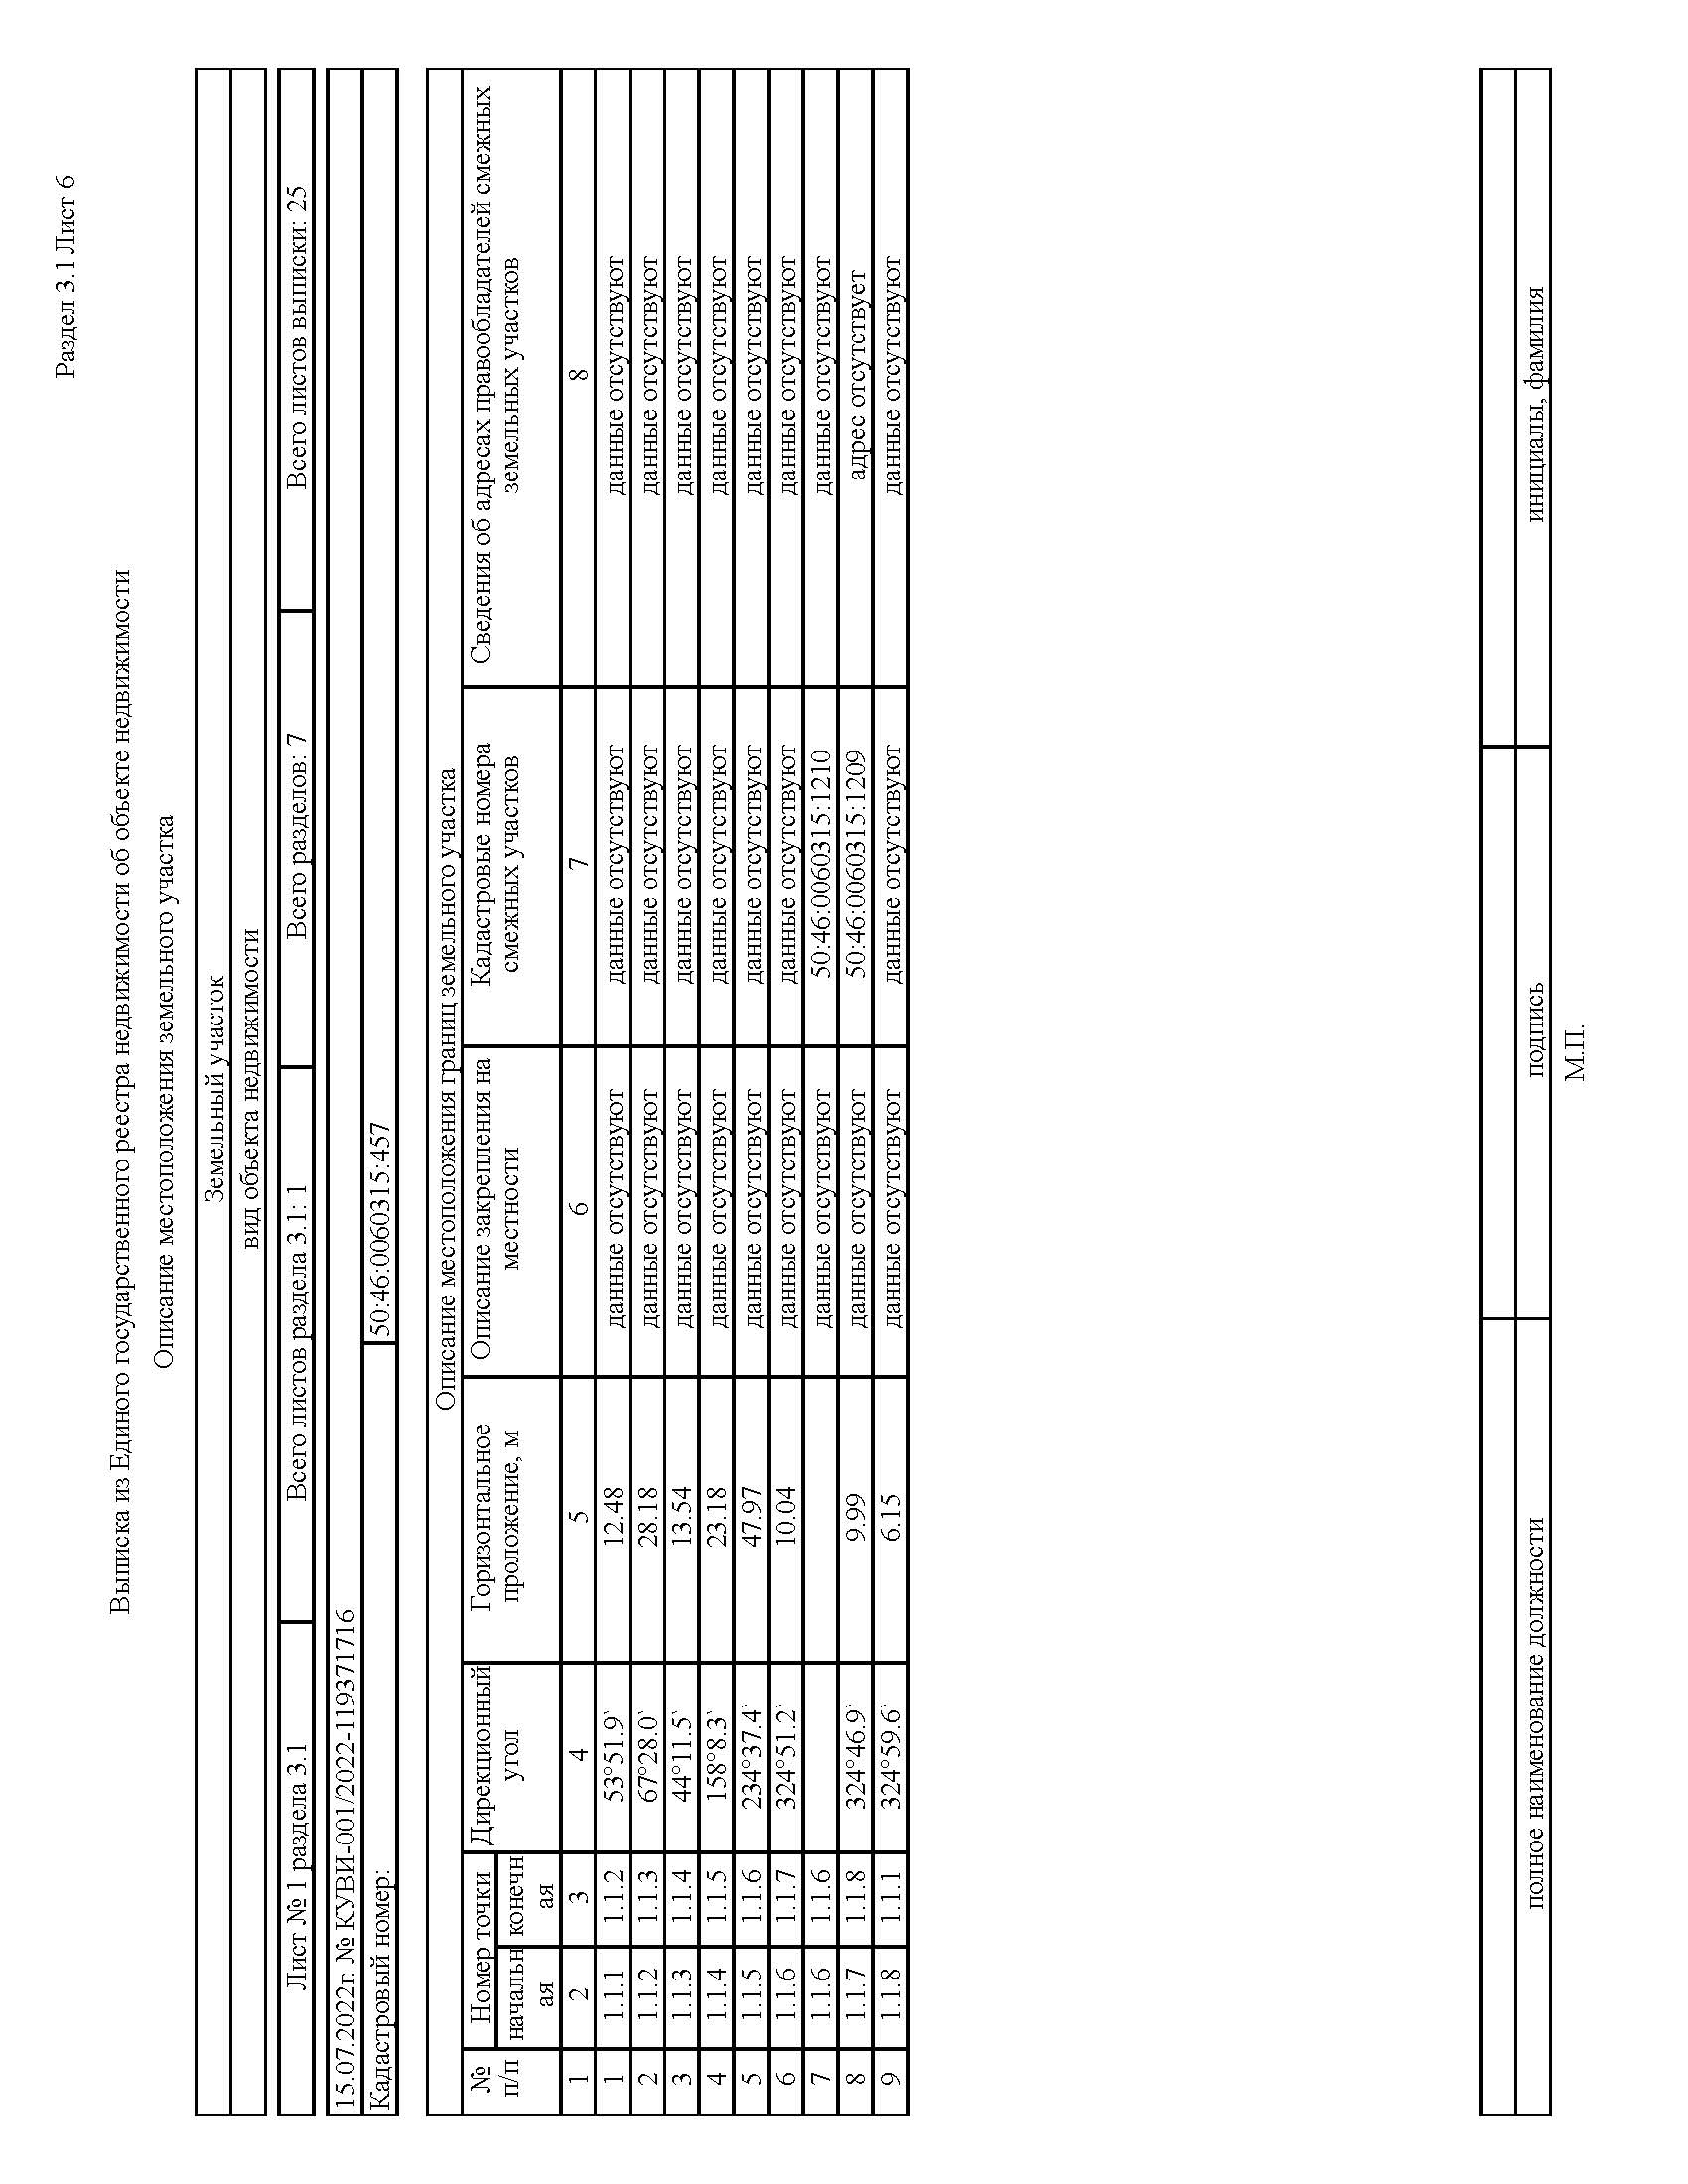 Раздел 3.1 Лист 6
Выписка из Единого государственного реестра недвижимости об объекте недвижимости
Описание местоположения земельного участка
Земельный участок
вид объекта недвижимости
Лист № 1 раздела 3.1 Всего листов раздела 3.1: 1 Всего разделов: 7 Всего листов выписки: 25
15.07.2022г. № КУВИ-001/2022-119371716
Кадастровый номер: 50:46:0060315:457
Описание местоположения границ земельного участка
№ Номер точки Дирекционный Горизонтальное Описание закрепления на Кадастровые номера Сведения об адресах правообладателей смежных
п/п начальн конечн угол проложение, м местности смежных участков земельных участков
ая ая
1 2 3 4 5 6 7 8
1 1.1.1 1.1.2 53°51.9` 12.48 данные отсутствуют данные отсутствуют данные отсутствуют
2 1.1.2 1.1.3 67°28.0` 28.18 данные отсутствуют данные отсутствуют данные отсутствуют
3 1.1.3 1.1.4 44°11.5` 13.54 данные отсутствуют данные отсутствуют данные отсутствуют
4 1.1.4 1.1.5 158°8.3` 23.18 данные отсутствуют данные отсутствуют данные отсутствуют
5 1.1.5 1.1.6 234°37.4` 47.97 данные отсутствуют данные отсутствуют данные отсутствуют
6 1.1.6 1.1.7 324°51.2` 10.04 данные отсутствуют данные отсутствуют данные отсутствуют
7 1.1.6 1.1.6 данные отсутствуют 50:46:0060315:1210 данные отсутствуют
8 1.1.7 1.1.8 324°46.9` 9.99 данные отсутствуют 50:46:0060315:1209 адрес отсутствует
9 1.1.8 1.1.1 324°59.6` 6.15 данные отсутствуют данные отсутствуют данные отсутствуют
полное наименование должности подпись инициалы, фамилия
М.П.